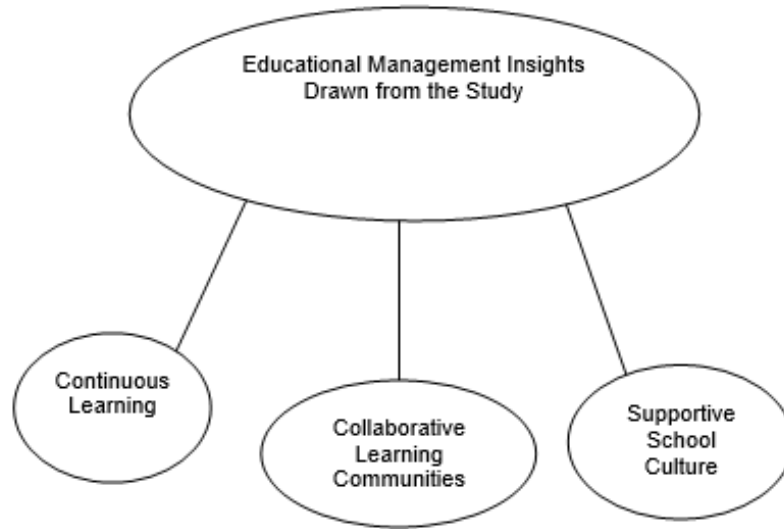 Educational Management Insights
Drawn from the Study
Continuous
Learning
Collaborative
Learning
Communities
Supportive
School
Culture